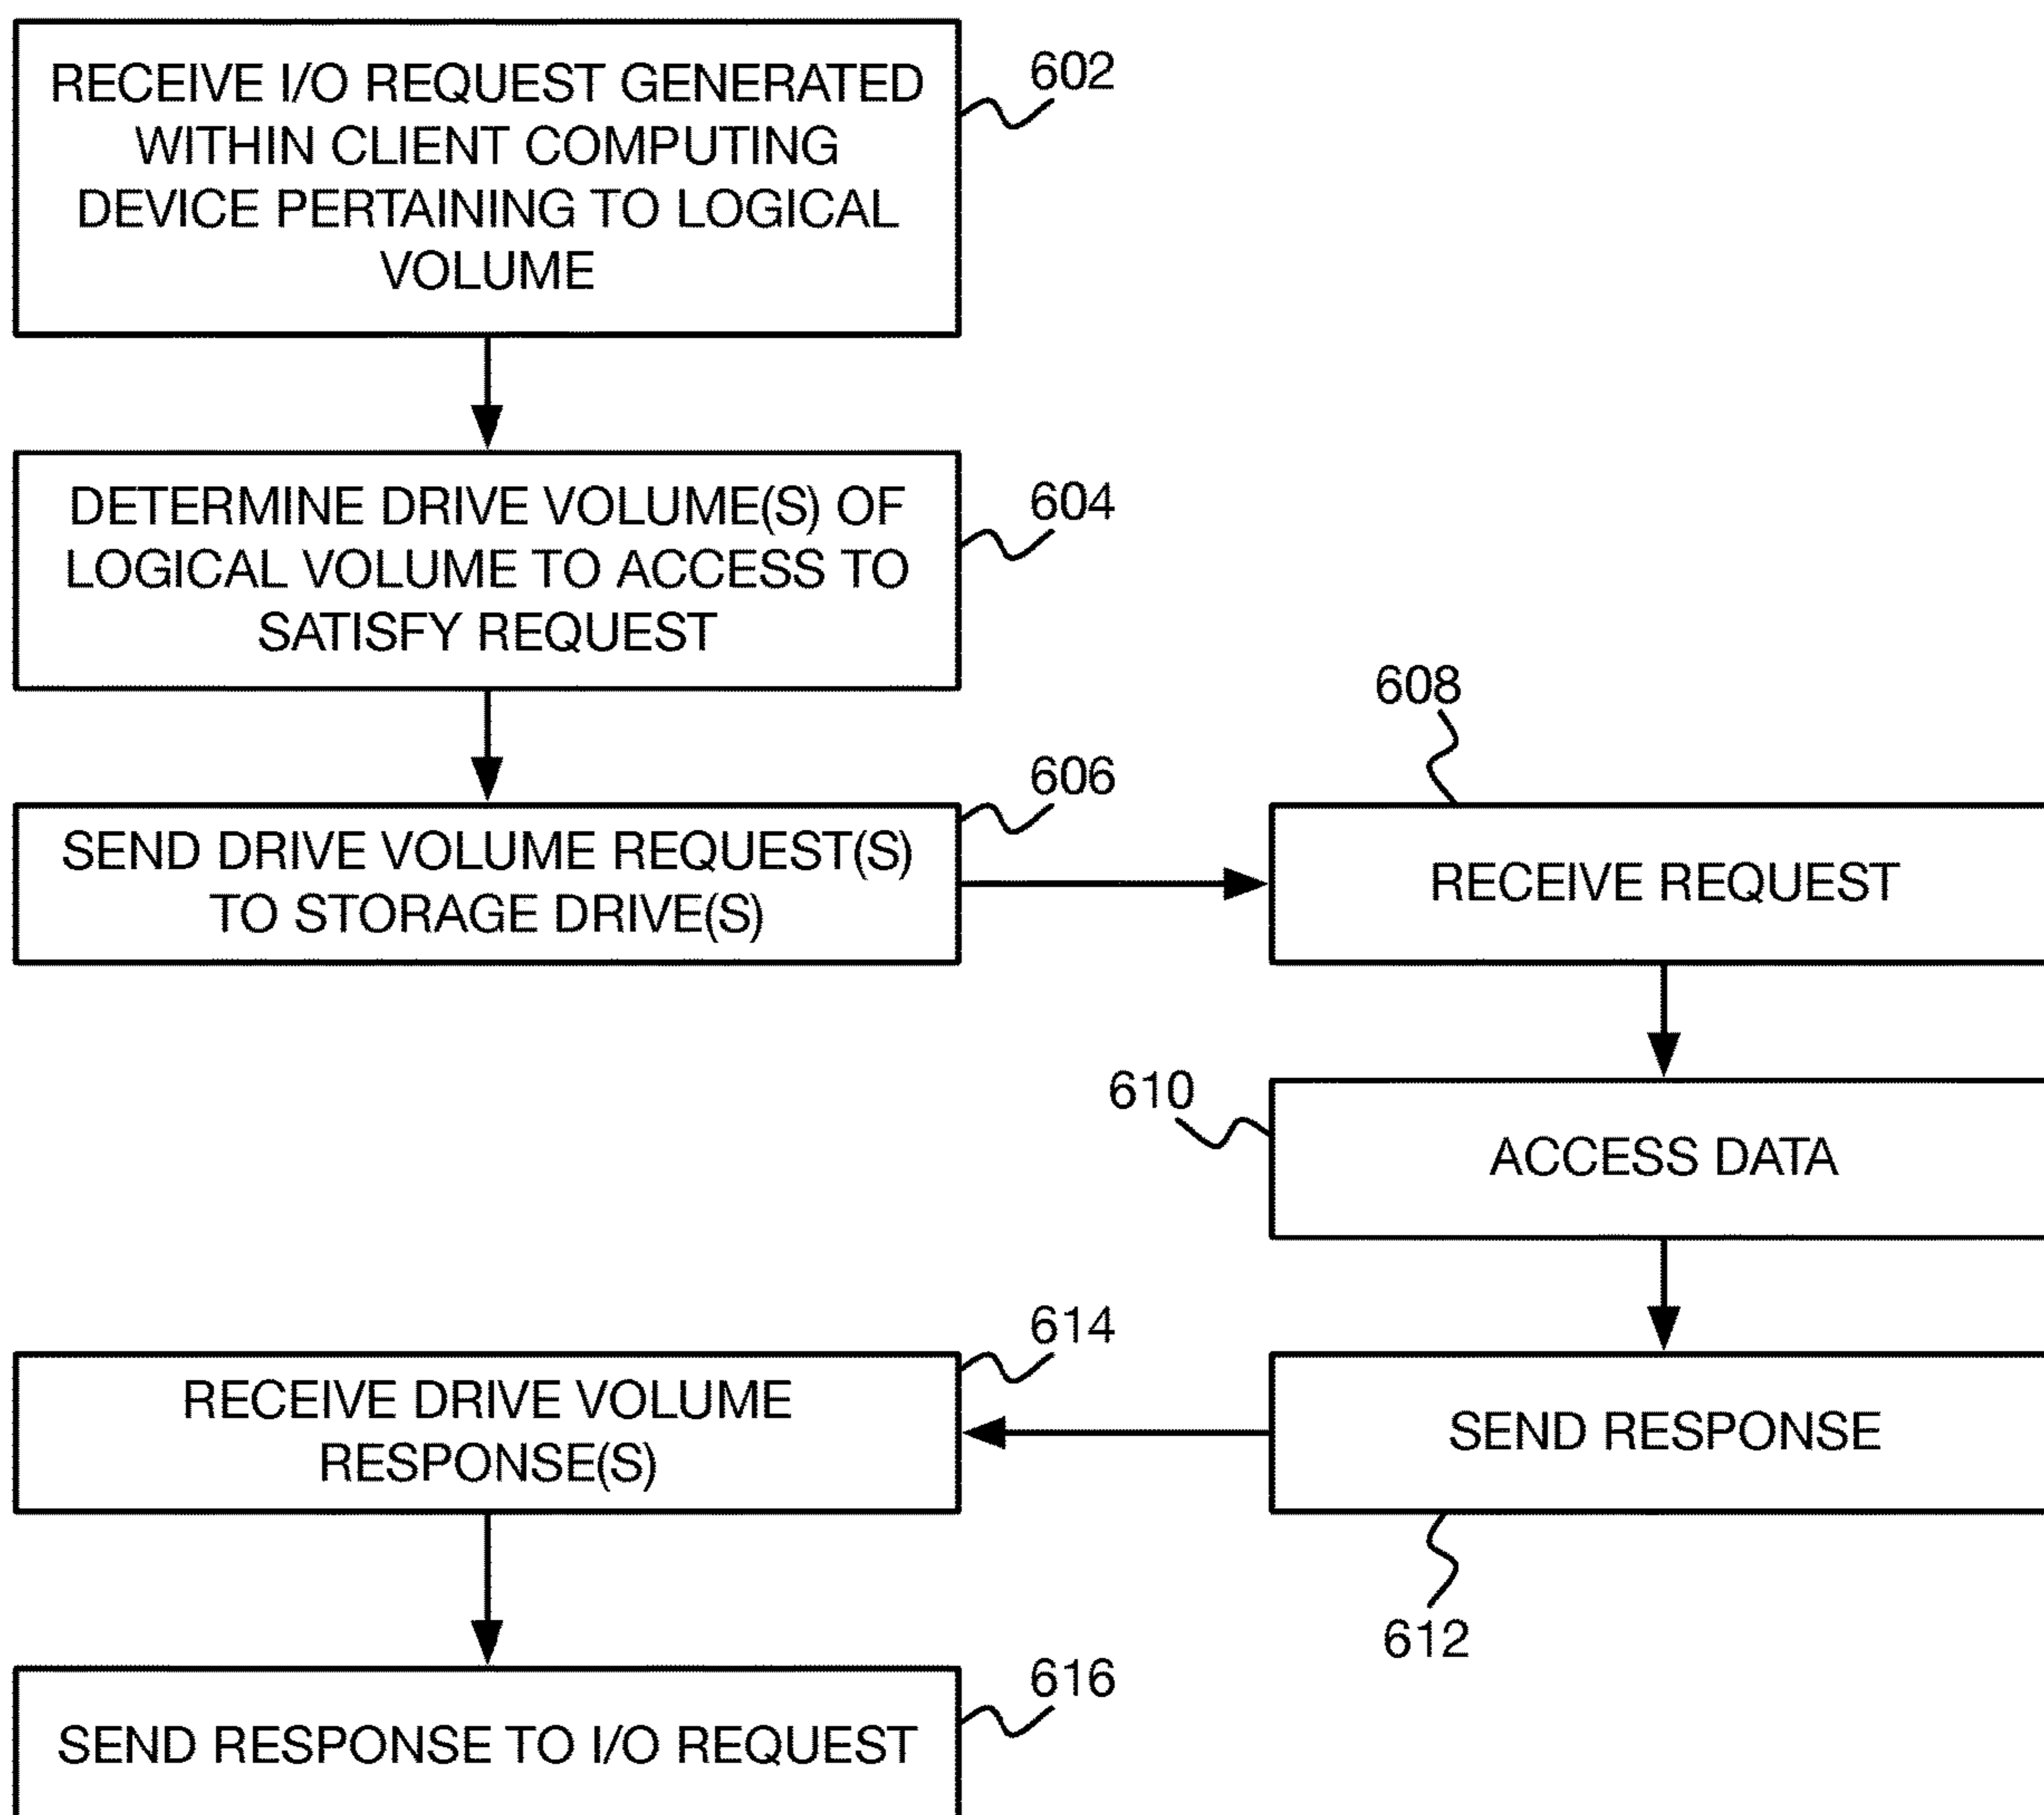 RECEIVE I/O REQUEST GENERATED
WITHIN CLIENT COMPUTING
DEVICE PERTAINING TO LOGICAL
VOLUME
602
DETERMINE DRIVE VOLUME(S) OF
LOGICAL VOLUME TO ACCESS TO
SATISFY REQUEST
604
SEND DRIVE VOLUME REQUEST(S)
TO STORAGE DRIVE(S)
606
608
RECEIVE REQUEST
610
ACCESS DATA
614
RECEIVE DRIVE VOLUME
RESPONSE(S)
SEND RESPONSE
612
616
SEND RESPONSE TO I/O REQUEST